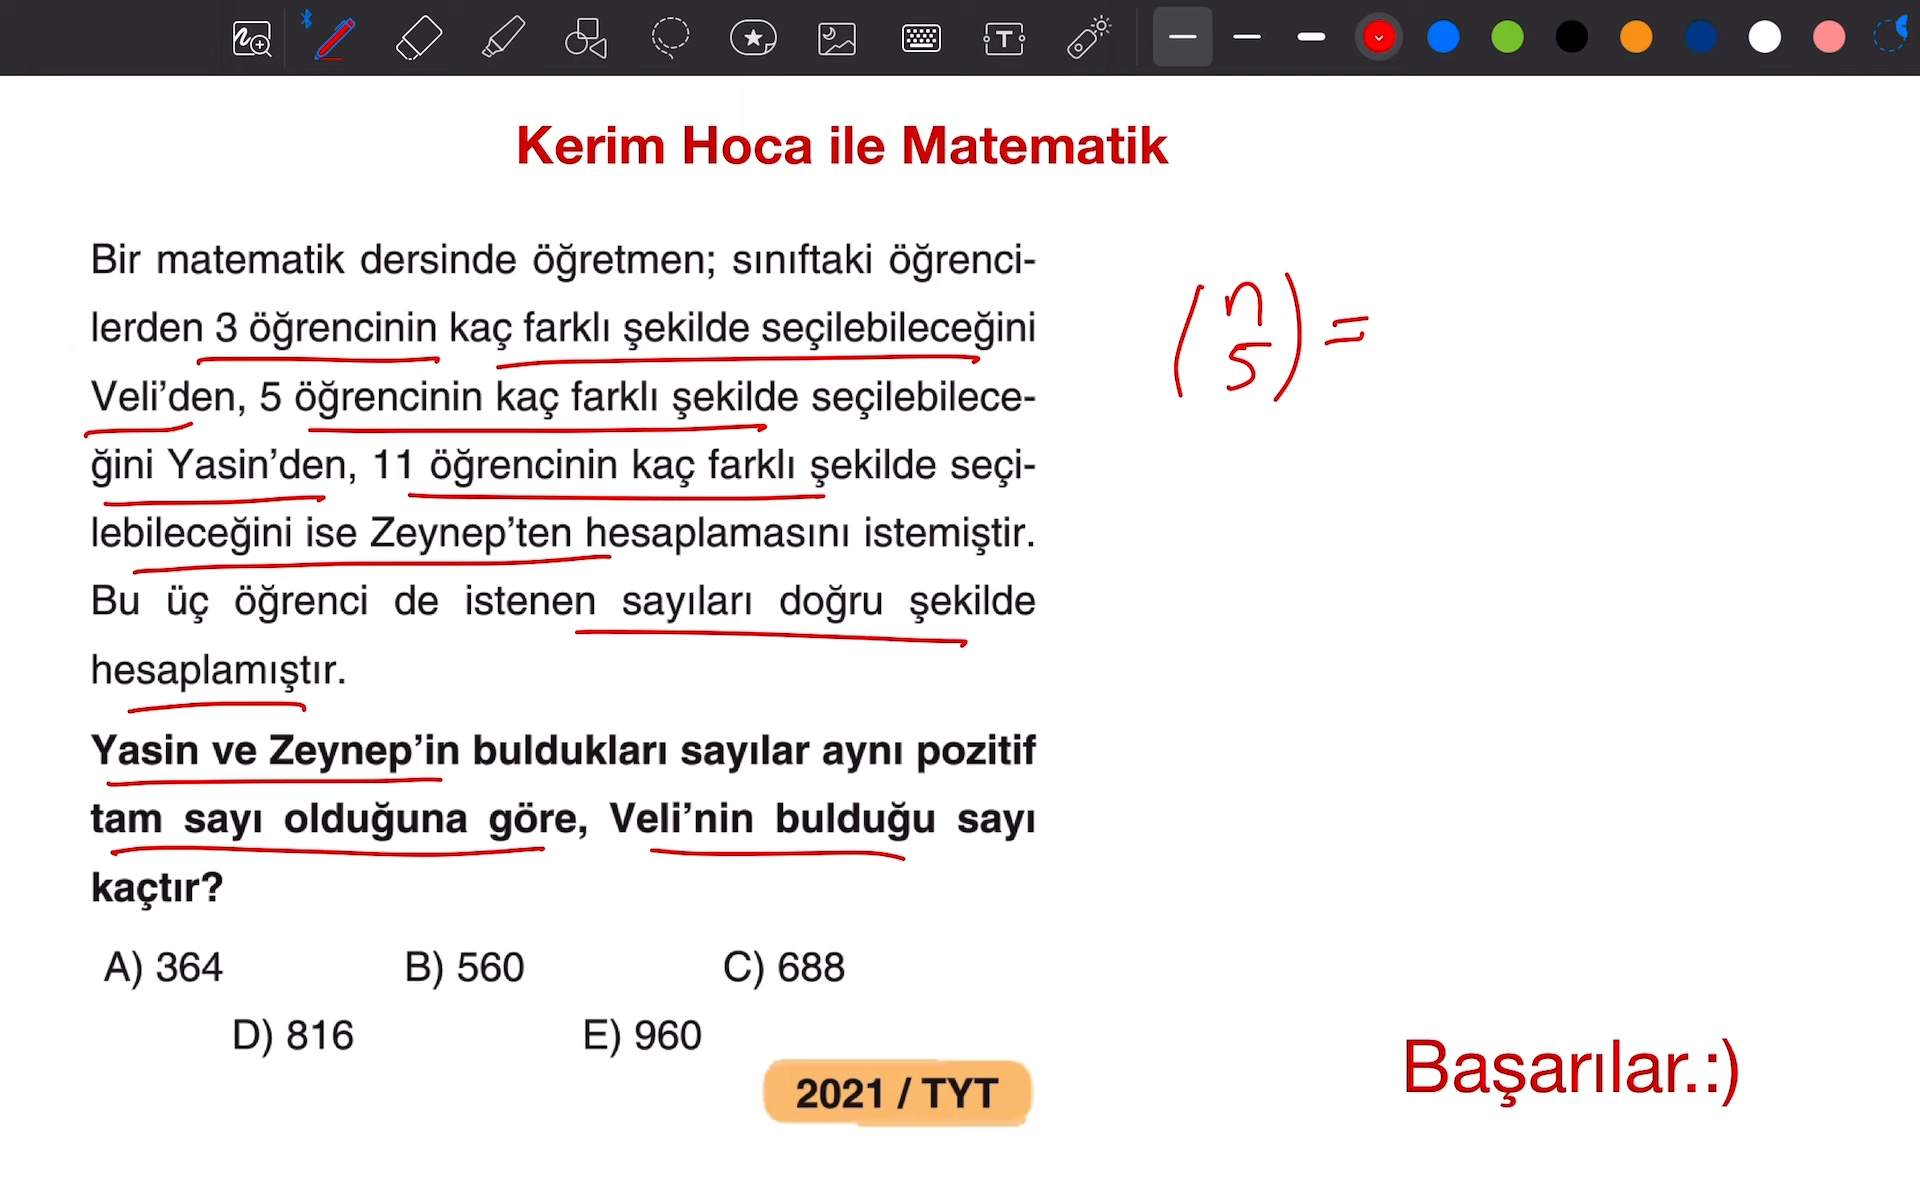 Kerim Hoca ile Matematik
Bir matematik dersinde öğretmen; sınıftaki öğrenci-
lerden 3 öğrencinin kaç farklı şekilde seçilebileceğini
Veli’den, 5 öğrencinin kaç farklı şekilde seçilebilece-
ğini Yasin’den, 11 öğrencinin kaç farklı şekilde seçi-
lebileceğini ise Zeynep’ten hesaplamasını istemiştir.
Bu üç öğrenci de istenen sayıları doğru şekilde
hesaplamıştır.
Yasin ve Zeynep’in buldukları sayılar aynı pozitif
tam sayı olduğuna göre, Veli’nin bulduğu sayı
kaçtır?
A) 364 B) 560 C) 688
D) 816 E) 960
2021 / TYT
(n
5) =
Başarılar.:)